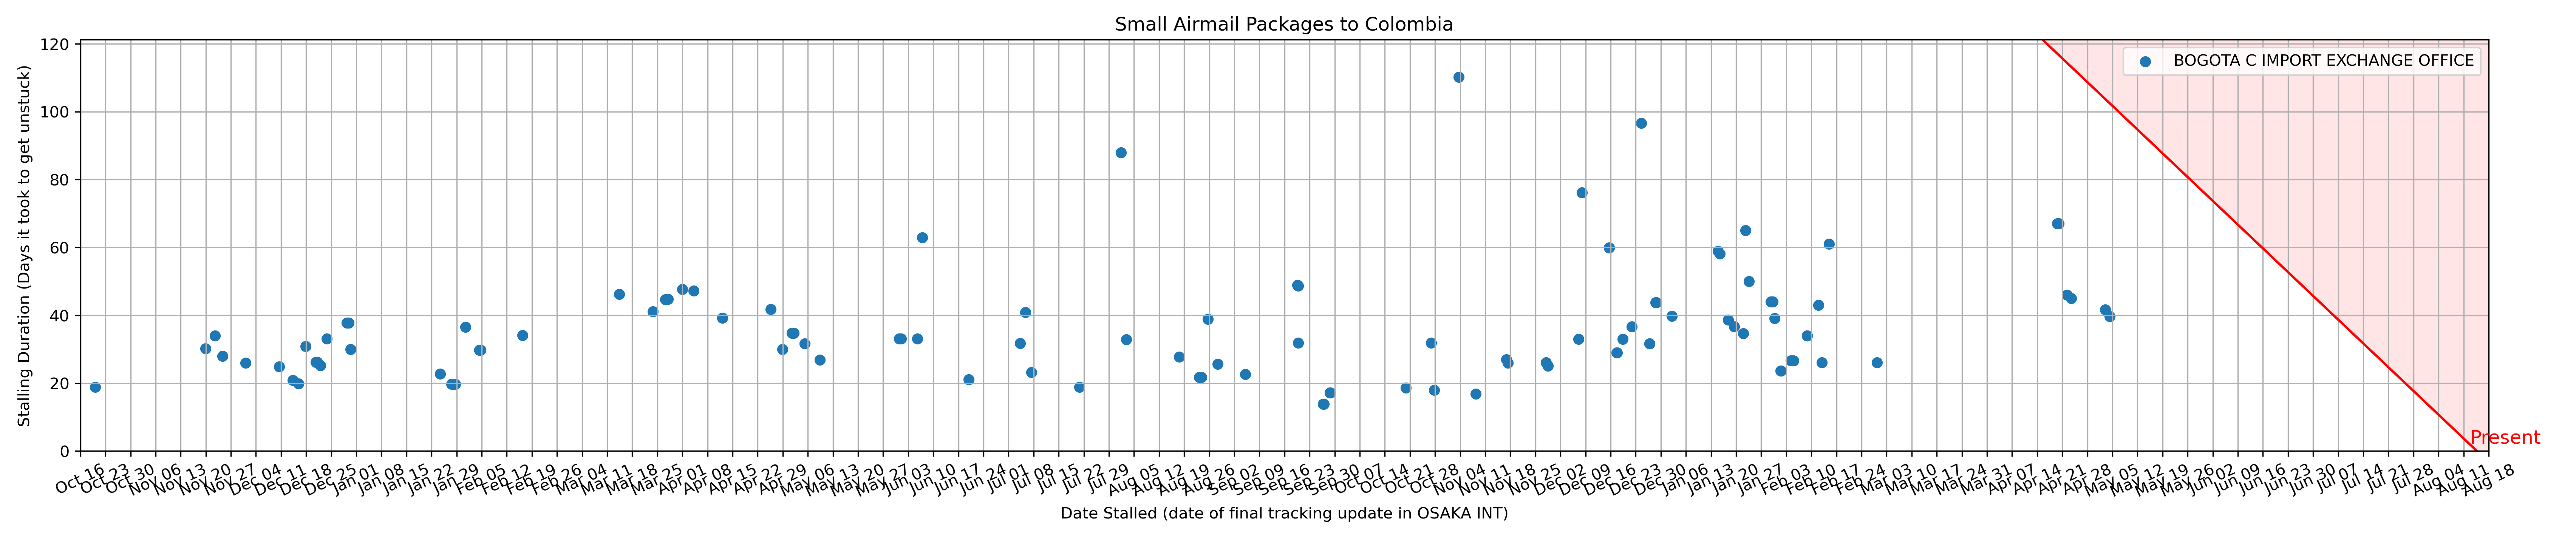 Small Airmail Packages to Colombia
Stalling Duration (Days it took to get unstuck)
120
100
80
60
40
20
0
BOGOTA C IMPORT EXCHANGE OFFICE
Present
Oct 16
Oct 23
Oct 30
Nov 06
Nov 13
Nov 20
Nov 27
Dec 04
Dec 11
Dec 18
Dec 25
Jan 01
Jan 08
Jan 15
Jan 22
Jan 29
Feb 05
Feb 12
Feb 19
Feb 26
Mar 04
Mar 11
Mar 18
Mar 25
Apr 01
Apr 08
Apr 15
Apr 22
Apr 29
May 06
May 13
May 20
May 27
Jun 03
Jun 10
Jun 17
Jun 24
Jul 01
Jul 08
Jul 15
Jul 22
Jul 29
Aug 05
Aug 12
Aug 19
Aug 26
Sep 02
Sep 09
Sep 16
Sep 23
Sep 30
Oct 07
Oct 14
Oct 21
Oct 28
Nov 04
Nov 11
Nov 18
Nov 25
Dec 02
Dec 09
Dec 16
Dec 23
Dec 30
Jan 06
Jan 13
Jan 20
Jan 27
Feb 03
Feb 10
Feb 17
Feb 24
Mar 03
Mar 10
Mar 17
Mar 24
Mar 31
Apr 07
Apr 14
Apr 21
Apr 28
May 05
May 12
May 19
May 26
Jun 02
Jun 09
Jun 16
Jun 23
Jun 30
Jul 07
Jul 14
Jul 21
Jul 28
Aug 04
Aug 11
Aug 18
Date Stalled (date of final tracking update in OSAKA INT)